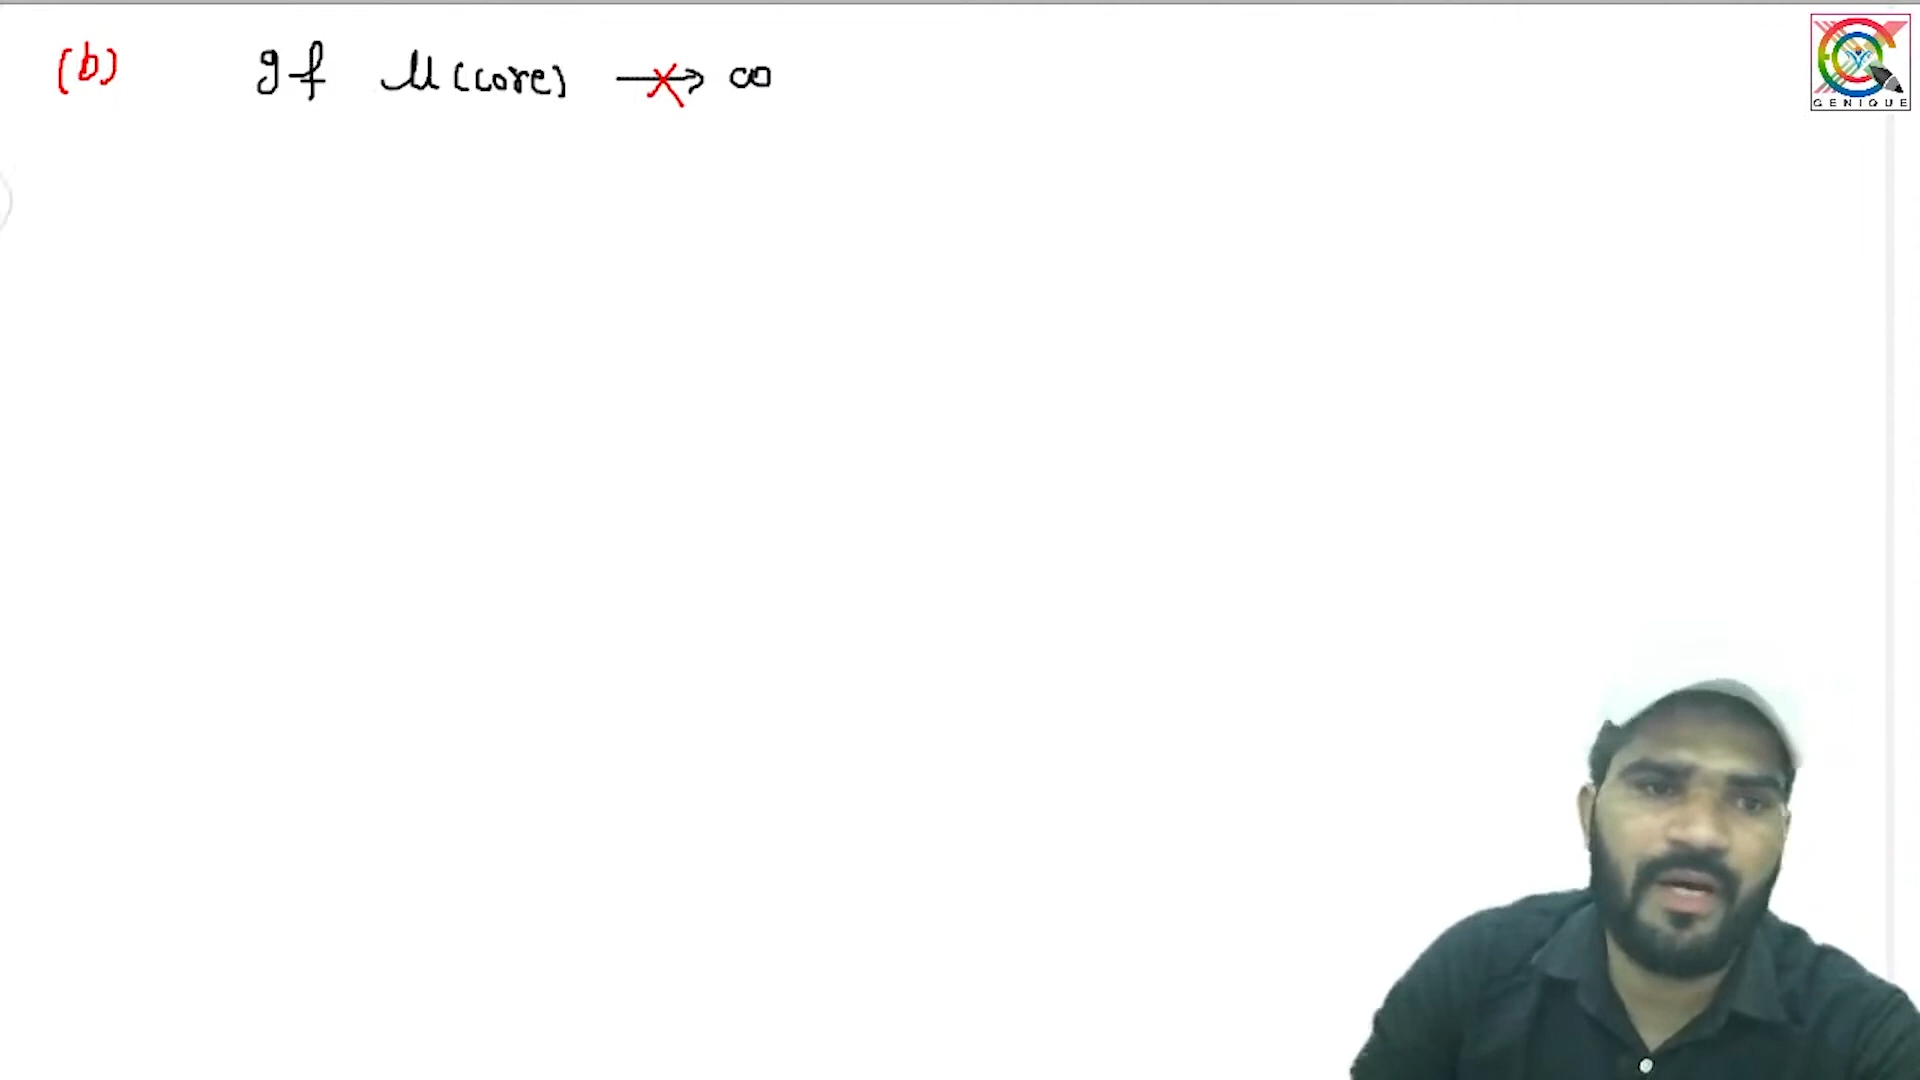 (b) If μ(core) → ∞
GENIQUE